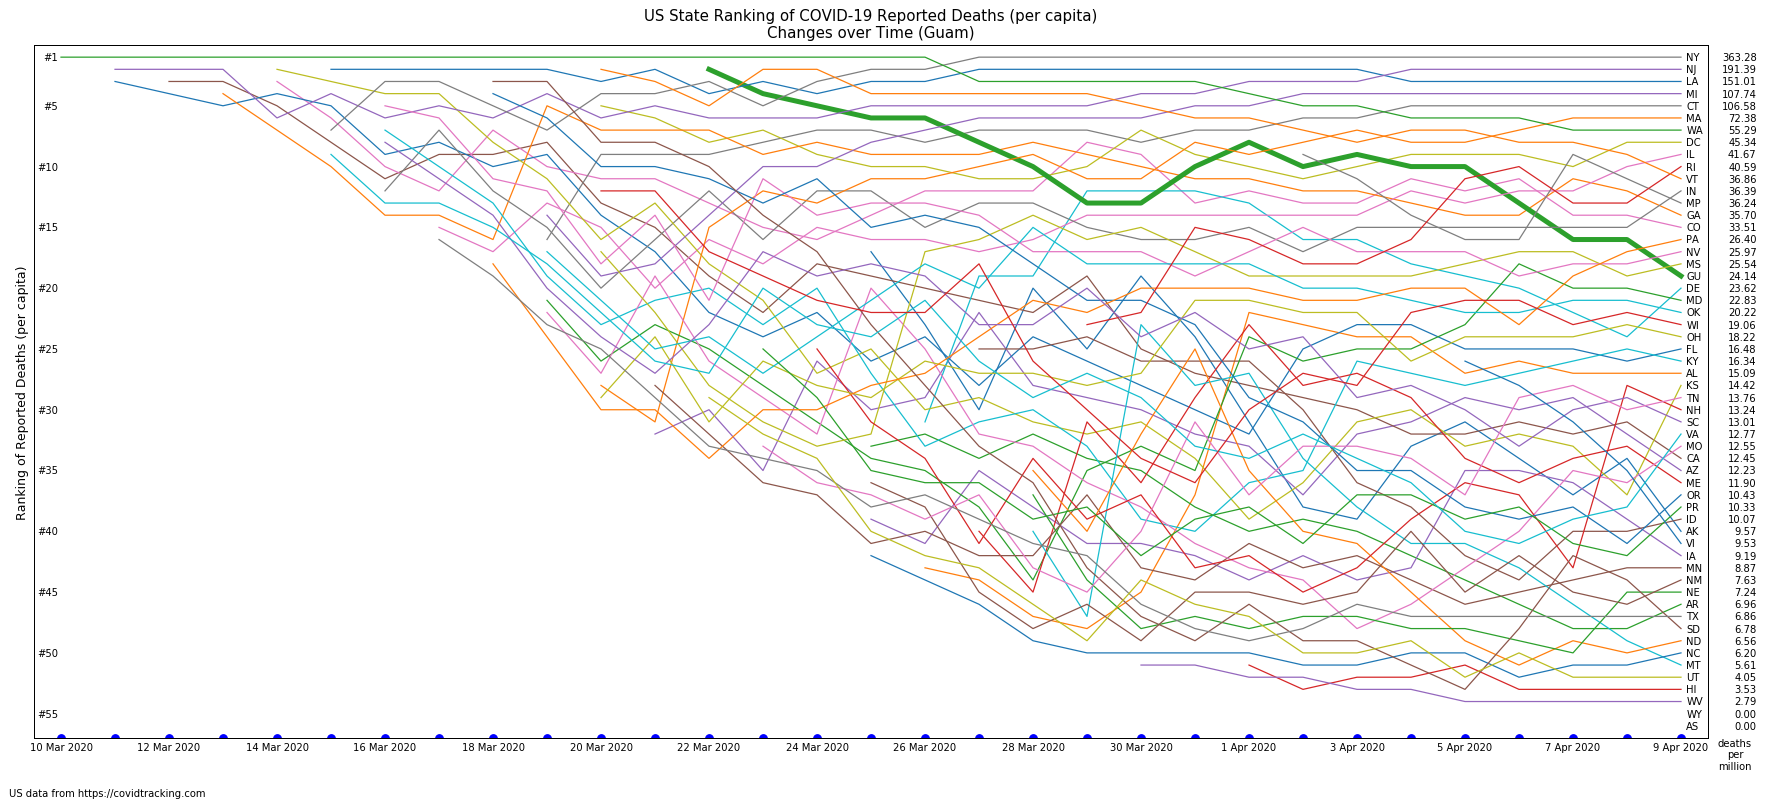 US State Ranking of COVID-19 Reported Deaths (per capita)
Changes over Time (Guam)
Ranking of Reported Deaths (per capita)
#1
#5
#10
#15
#20
#25
#30
#35
#40
#45
#50
#55
NY 363.28
NJ 191.39
LA 151.01
MI 107.74
CT 106.58
MA 72.38
WA 55.29
DC 45.34
IL 41.67
RI 40.59
VT 36.86
IN 36.39
MP 36.24
GA 35.70
CO 33.51
PA 26.40
NV 25.97
MS 25.54
GU 24.14
DE 23.62
MD 22.83
OK 20.22
WI 19.06
OH 18.22
FL 16.48
KY 16.34
AL 15.09
KS 14.42
TN 13.76
NH 13.24
SC 13.01
VA 12.77
MO 12.55
CA 12.45
AZ 12.23
ME 11.90
OR 10.43
PR 10.33
ID 10.07
AK 9.57
VI 9.53
IA 9.19
MN 8.87
NM 7.63
NE 7.24
AR 6.96
TX 6.86
SD 6.78
ND 6.56
NC 6.20
MT 5.61
UT 4.05
HI 3.53
WV 2.79
WY 0.00
AS 0.00
10 Mar 2020 12 Mar 2020 14 Mar 2020 16 Mar 2020 18 Mar 2020 20 Mar 2020 22 Mar 2020 24 Mar 2020 26 Mar 2020 28 Mar 2020 30 Mar 2020 1 Apr 2020 3 Apr 2020 5 Apr 2020 7 Apr 2020 9 Apr 2020
deaths
per
million
US data from https://covidtracking.com